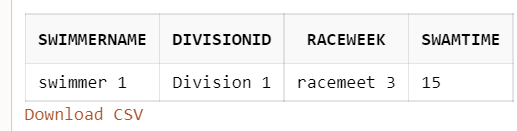 SWIMMERNAME DIVISIONID RACEWEEK SWAMTIME
swimmer 1 Division 1 racemeet 3 15
Download CSV